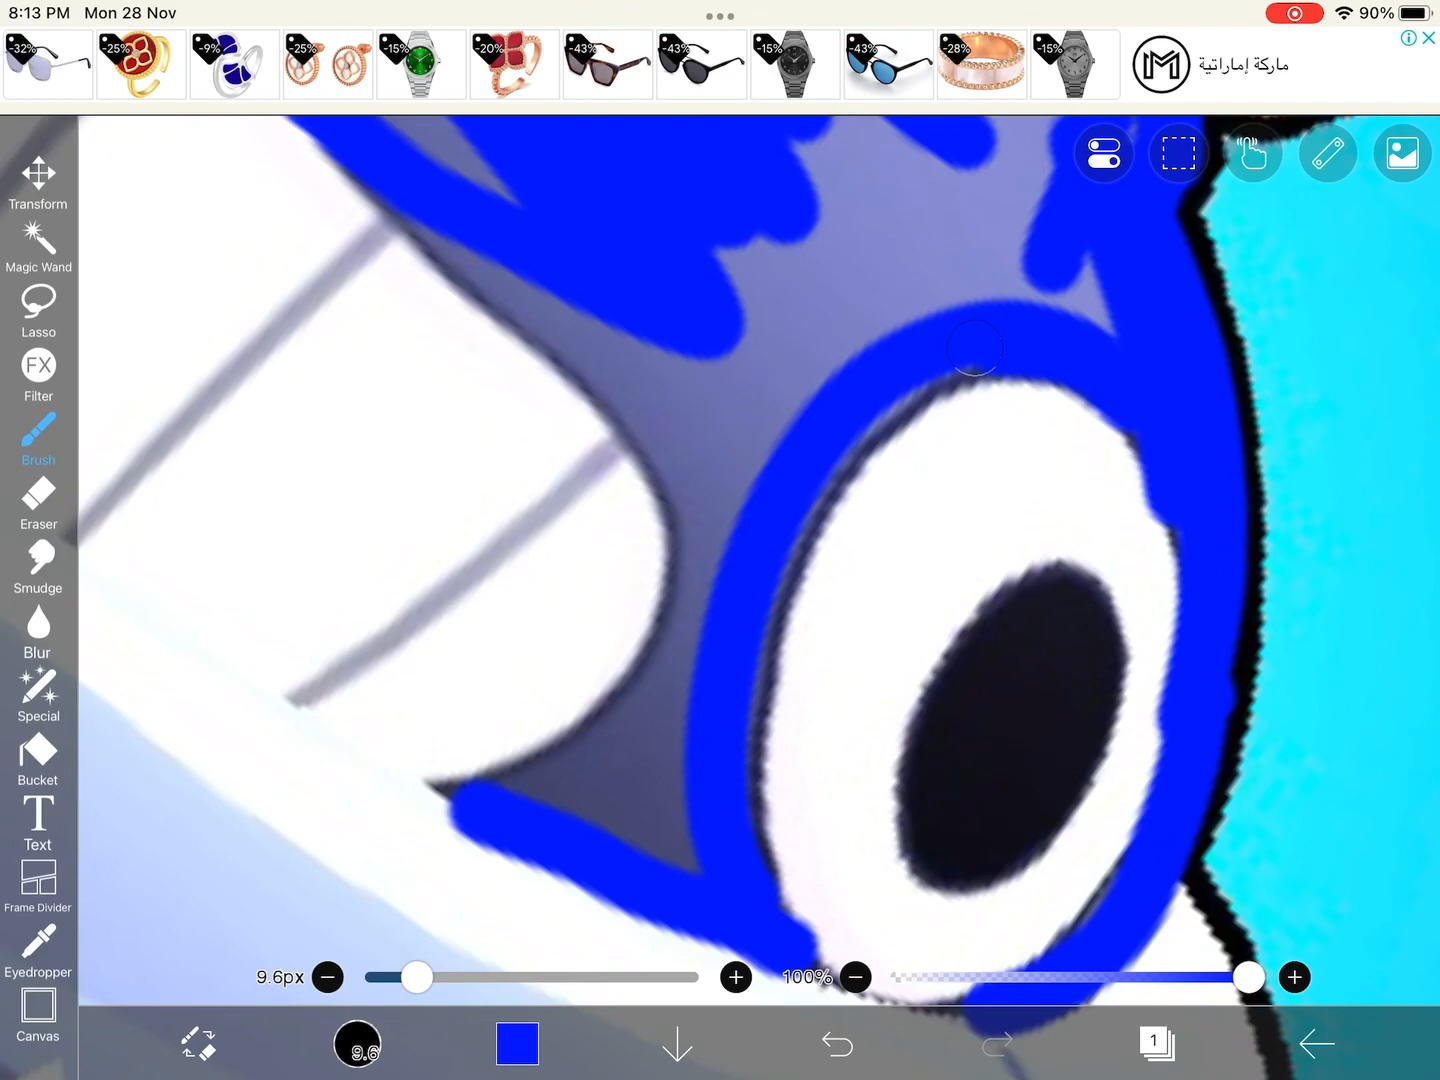 8:13 PM Mon 28 Nov
90%
-32%
-25%
-9%
-25%
-15%
-20%
-43%
-43%
-15%
-43%
-28%
-15%
ماركة إماراتية
Transform
Magic Wand
Lasso
FX
Filter
Brush
Eraser
Smudge
Blur
Special
Bucket
T
Text
Frame Divider
Eyedropper
Canvas
9.6px
100%
9.6
1